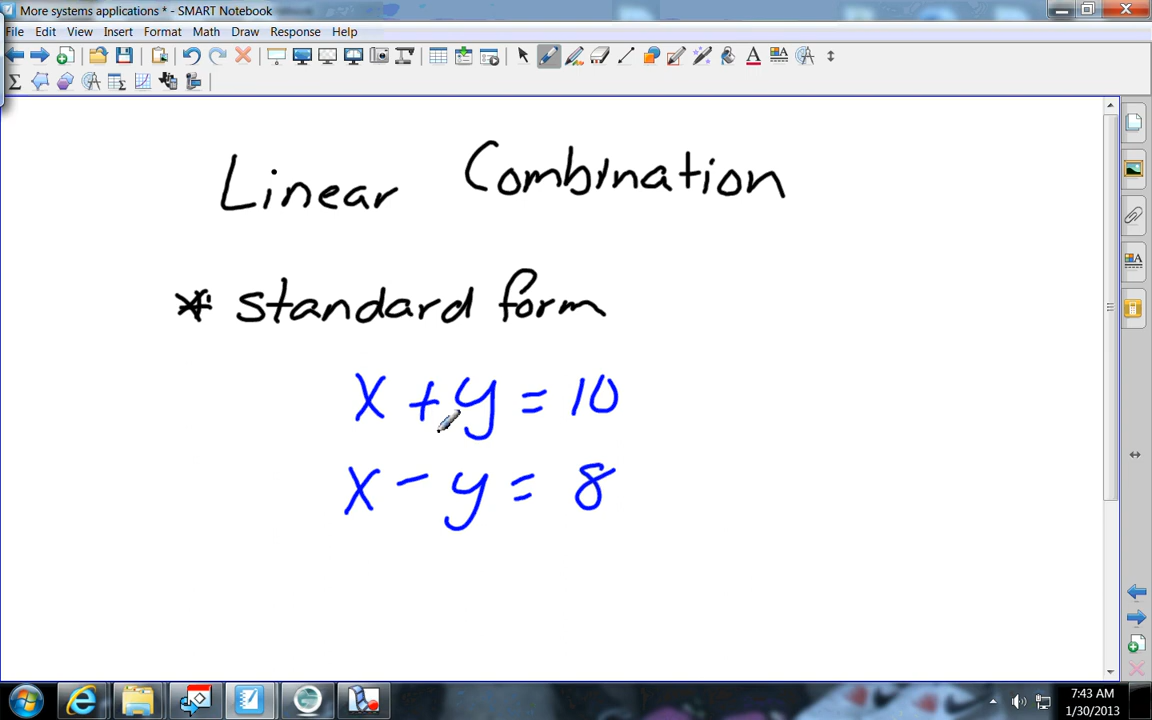 More systems applications * - SMART Notebook
File Edit View Insert Format Math Draw Response Help
Linear Combination
* standard form
x + y = 10
x - y = 8
7:43 AM
1/30/2013